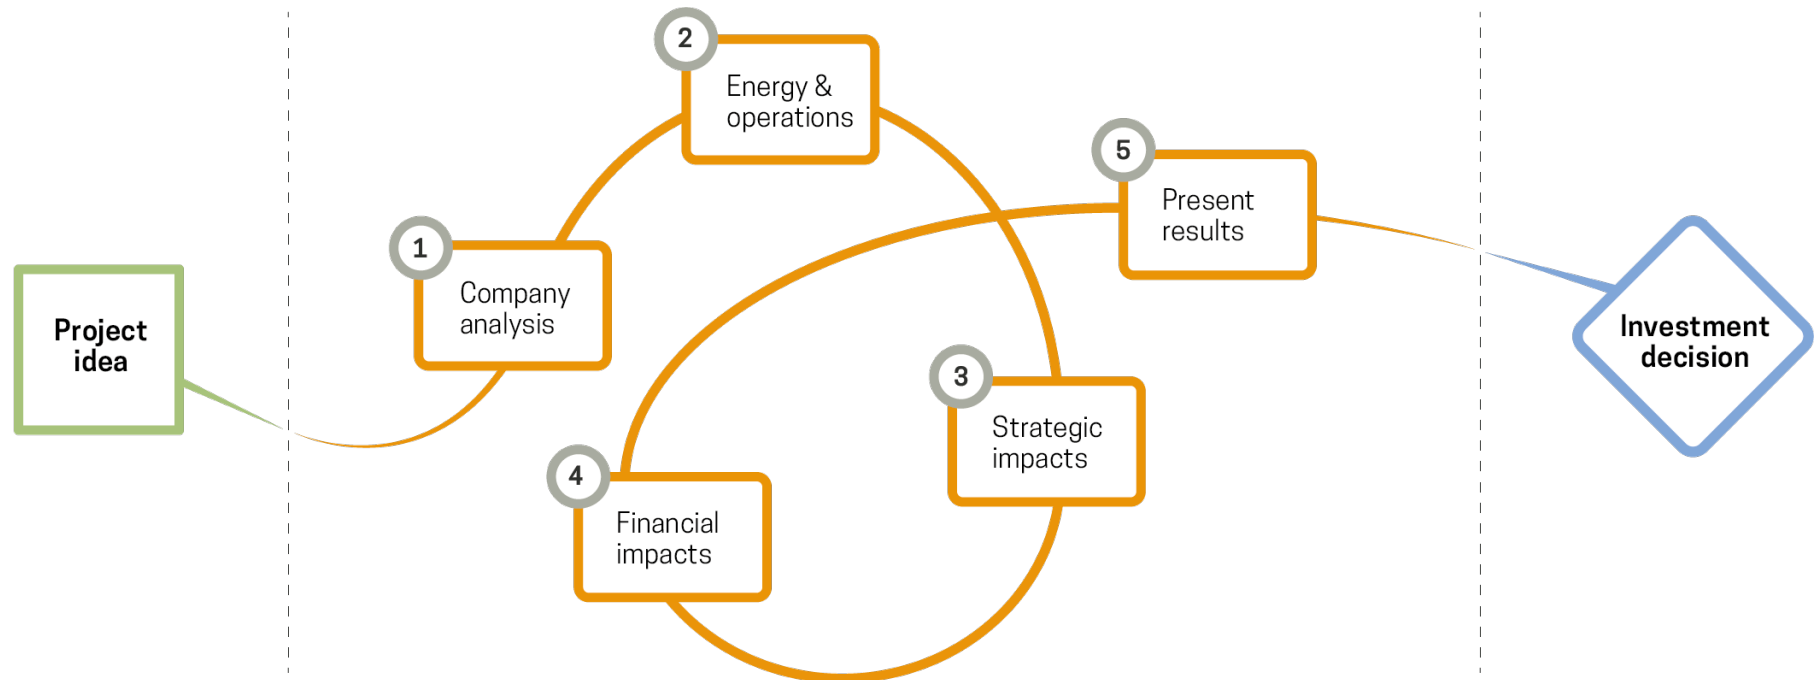 Project
idea
1
Company
analysis
2
Energy &
operations
3
Strategic
impacts
4
Financial
impacts
5
Present
results
Investment
decision